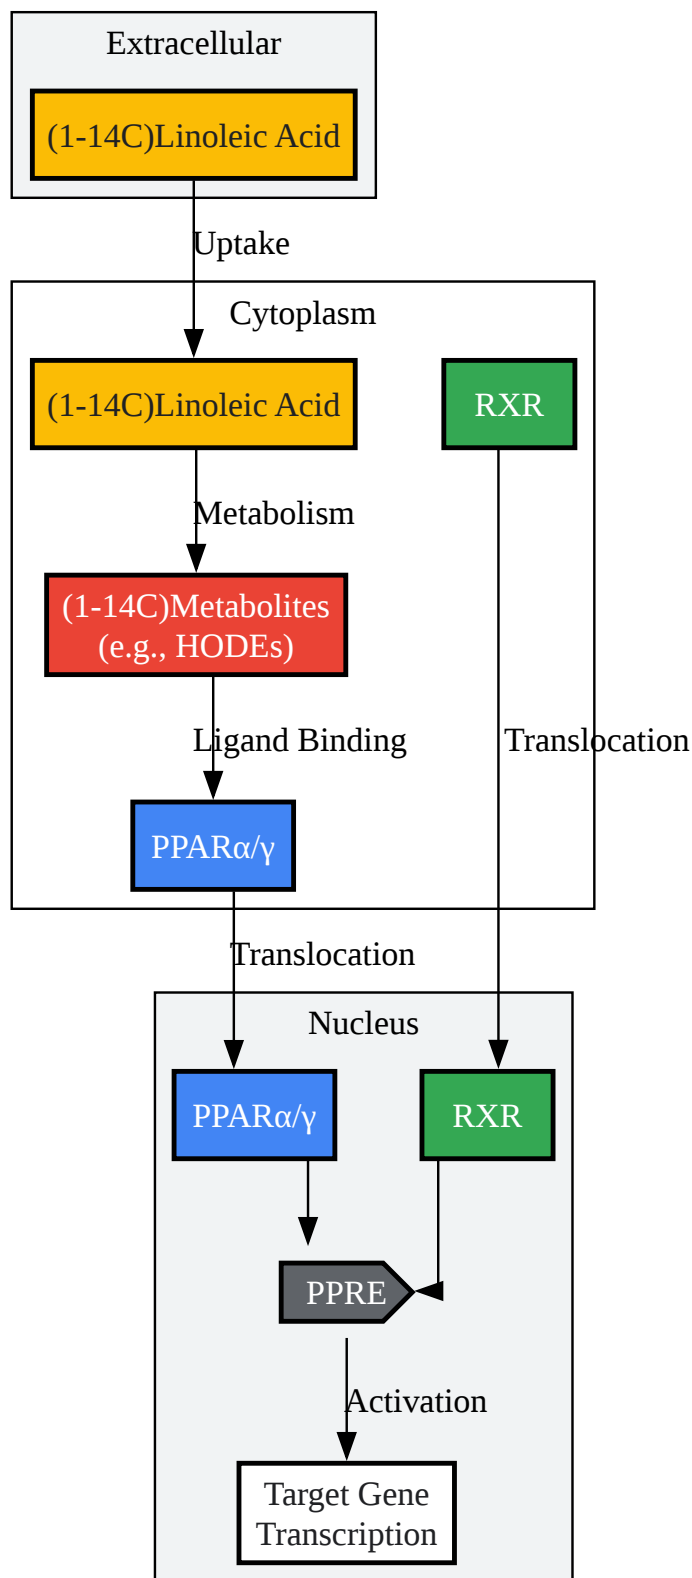 Extracellular
(1-14C)Linoleic Acid
Uptake
Cytoplasm
(1-14C)Linoleic Acid
RXR
Metabolism
(1-14C)Metabolites
(e.g., HODEs)
Ligand Binding
Translocation
PPARα/γ
Translocation
Nucleus
PPARα/γ
RXR
PPRE
Activation
Target Gene
Transcription